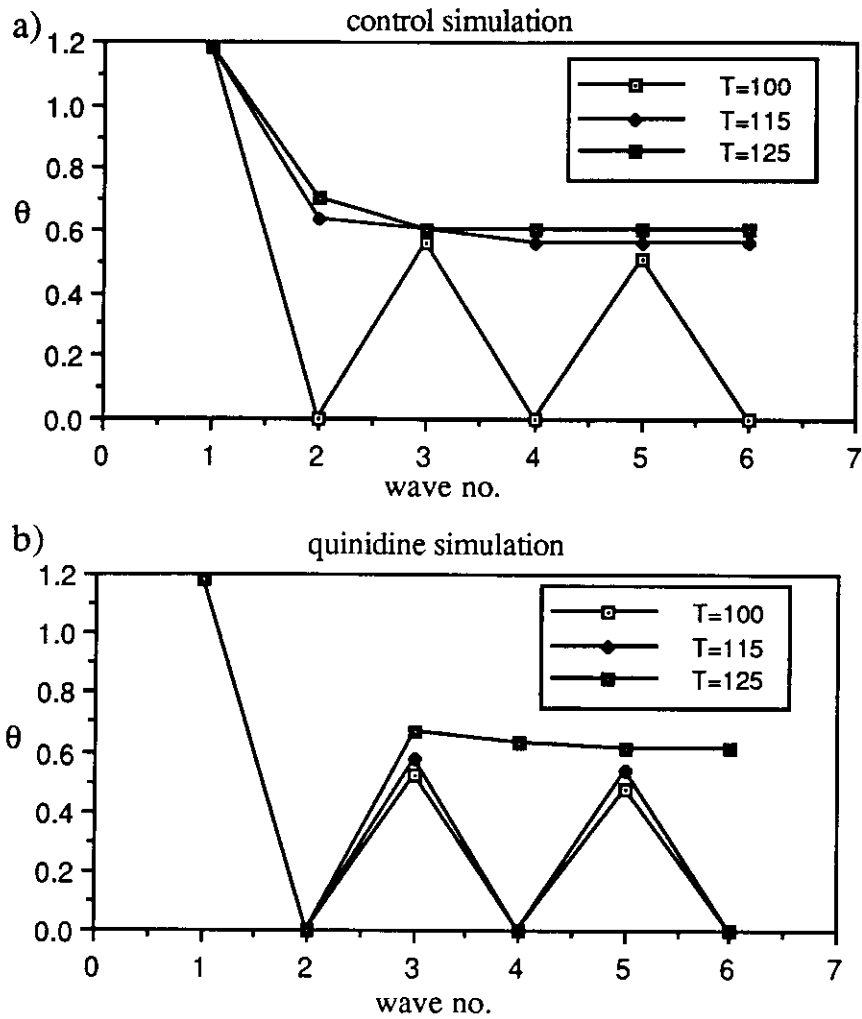 a)
control simulation
1.2
1.0
0.8
0.6
0.4
0.2
0.0
θ
T=100
T=115
T=125
0 1 2 3 4 5 6 7
wave no.
b)
quinidine simulation
1.2
1.0
0.8
0.6
0.4
0.2
0.0
θ
T=100
T=115
T=125
0 1 2 3 4 5 6 7
wave no.